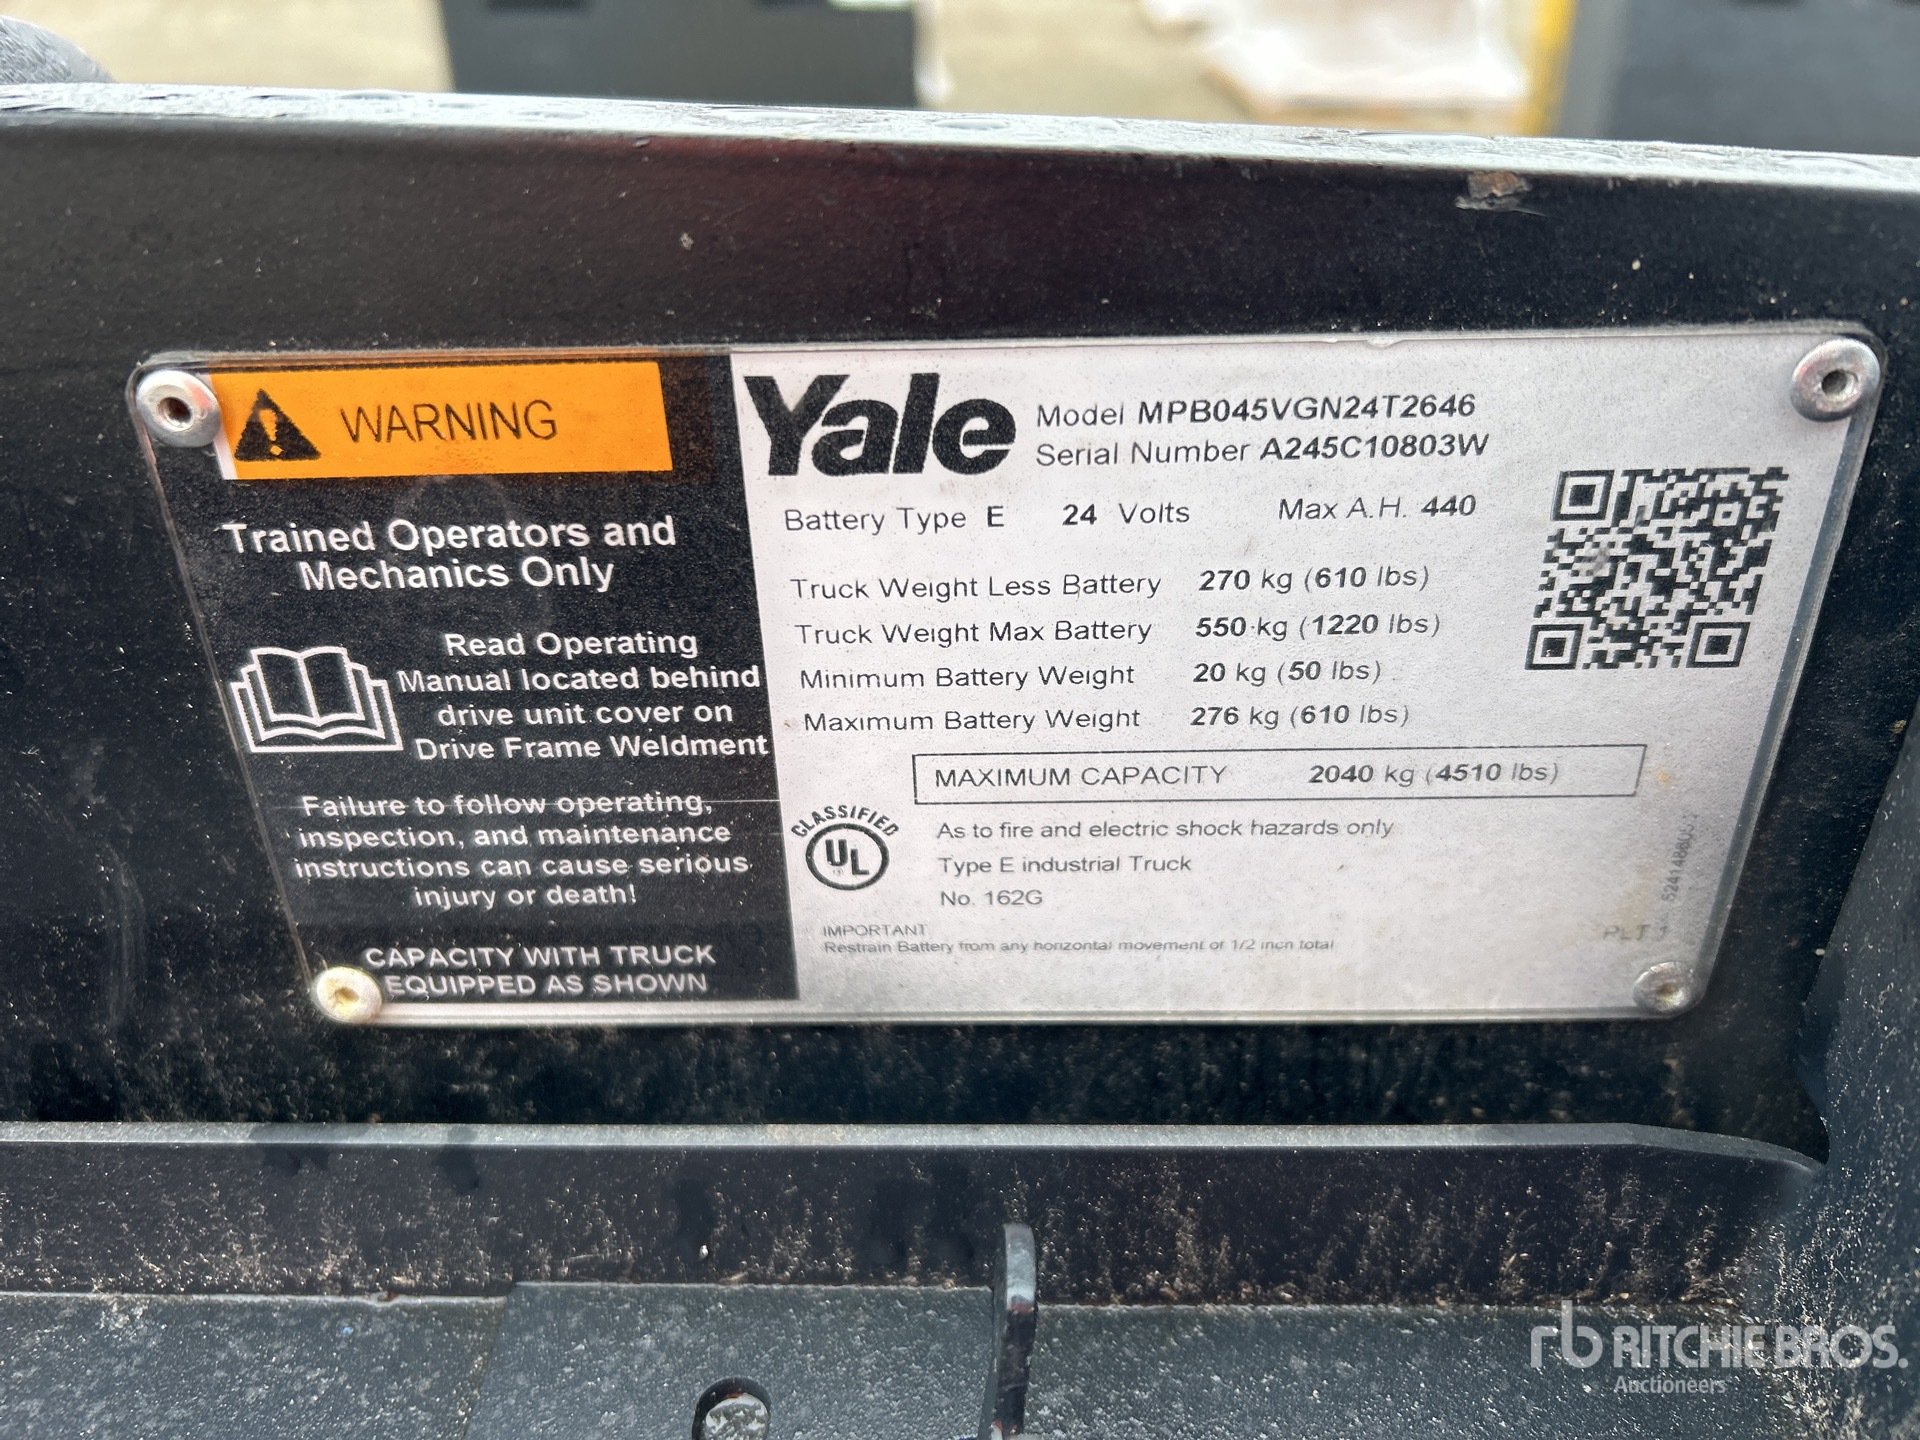 WARNING
Trained Operators and
Mechanics Only
Read Operating
Manual located behind
drive unit cover on
Drive Frame Weldment
Failure to follow operating,
inspection, and maintenance
instructions can cause serious
injury or death!
CAPACITY WITH TRUCK
EQUIPPED AS SHOWN
Yale
Model MPB045VGN24T2646
Serial Number A245C10803W
Battery Type E 24 Volts Max A.H. 440
Truck Weight Less Battery 270 kg (610 lbs)
Truck Weight Max Battery 550 kg (1220 lbs)
Minimum Battery Weight 20 kg (50 lbs)
Maximum Battery Weight 276 kg (610 lbs)
MAXIMUM CAPACITY 2040 kg (4510 lbs)
CLASSIFIED
UL
As to fire and electric shock hazards only
Type E industrial Truck
No. 162G
IMPORTANT
Restrain Battery from any horizontal movement of 1/2 inch total
PLT 1
rb RITCHIE BROS.
Auctioneers